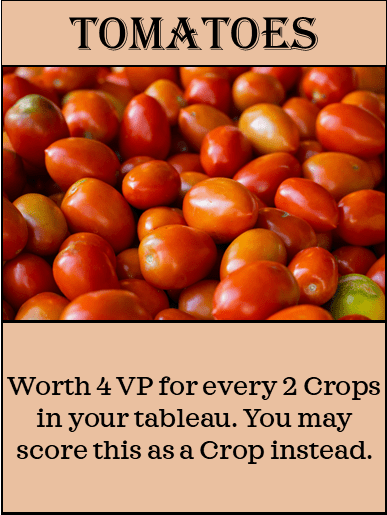 TOMATOES
Worth 4 VP for every 2 Crops
in your tableau. You may
score this as a Crop instead.